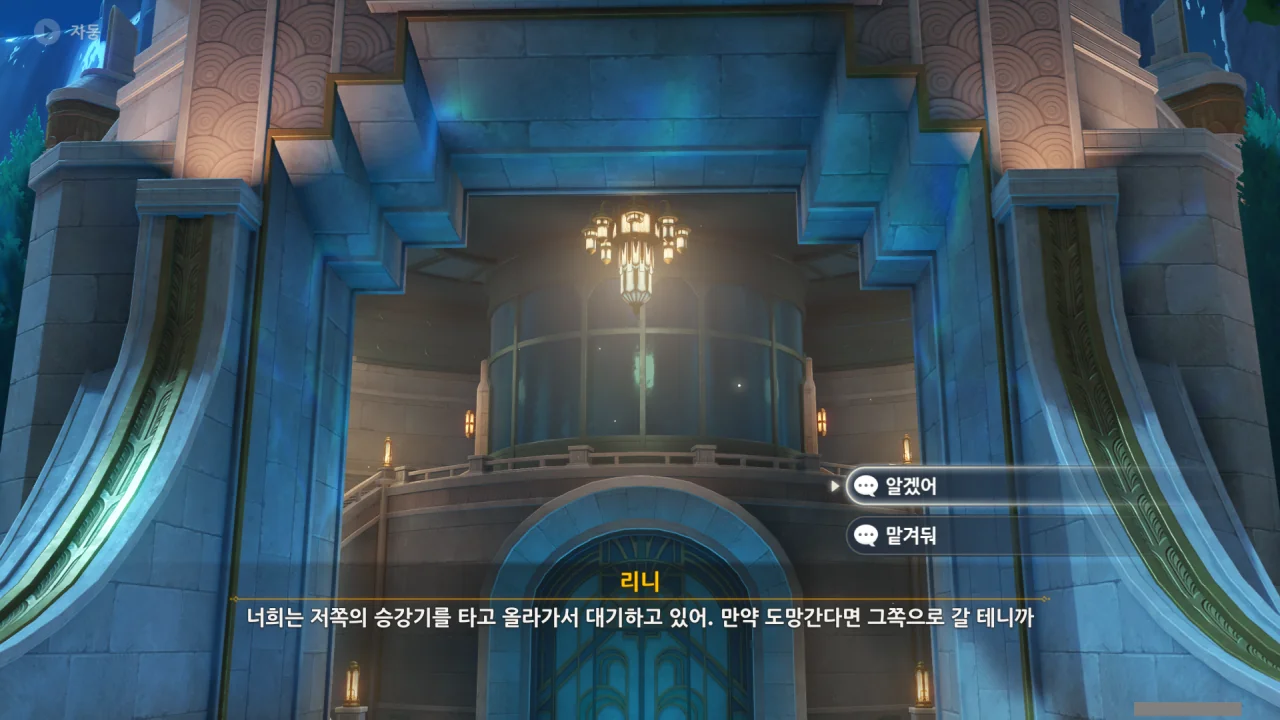 자동
알겠어
맡겨둬
리니
너희는 저쪽의 승강기를 타고 올라가서 대기하고 있어. 만약 도망간다면 그쪽으로 갈 테니까